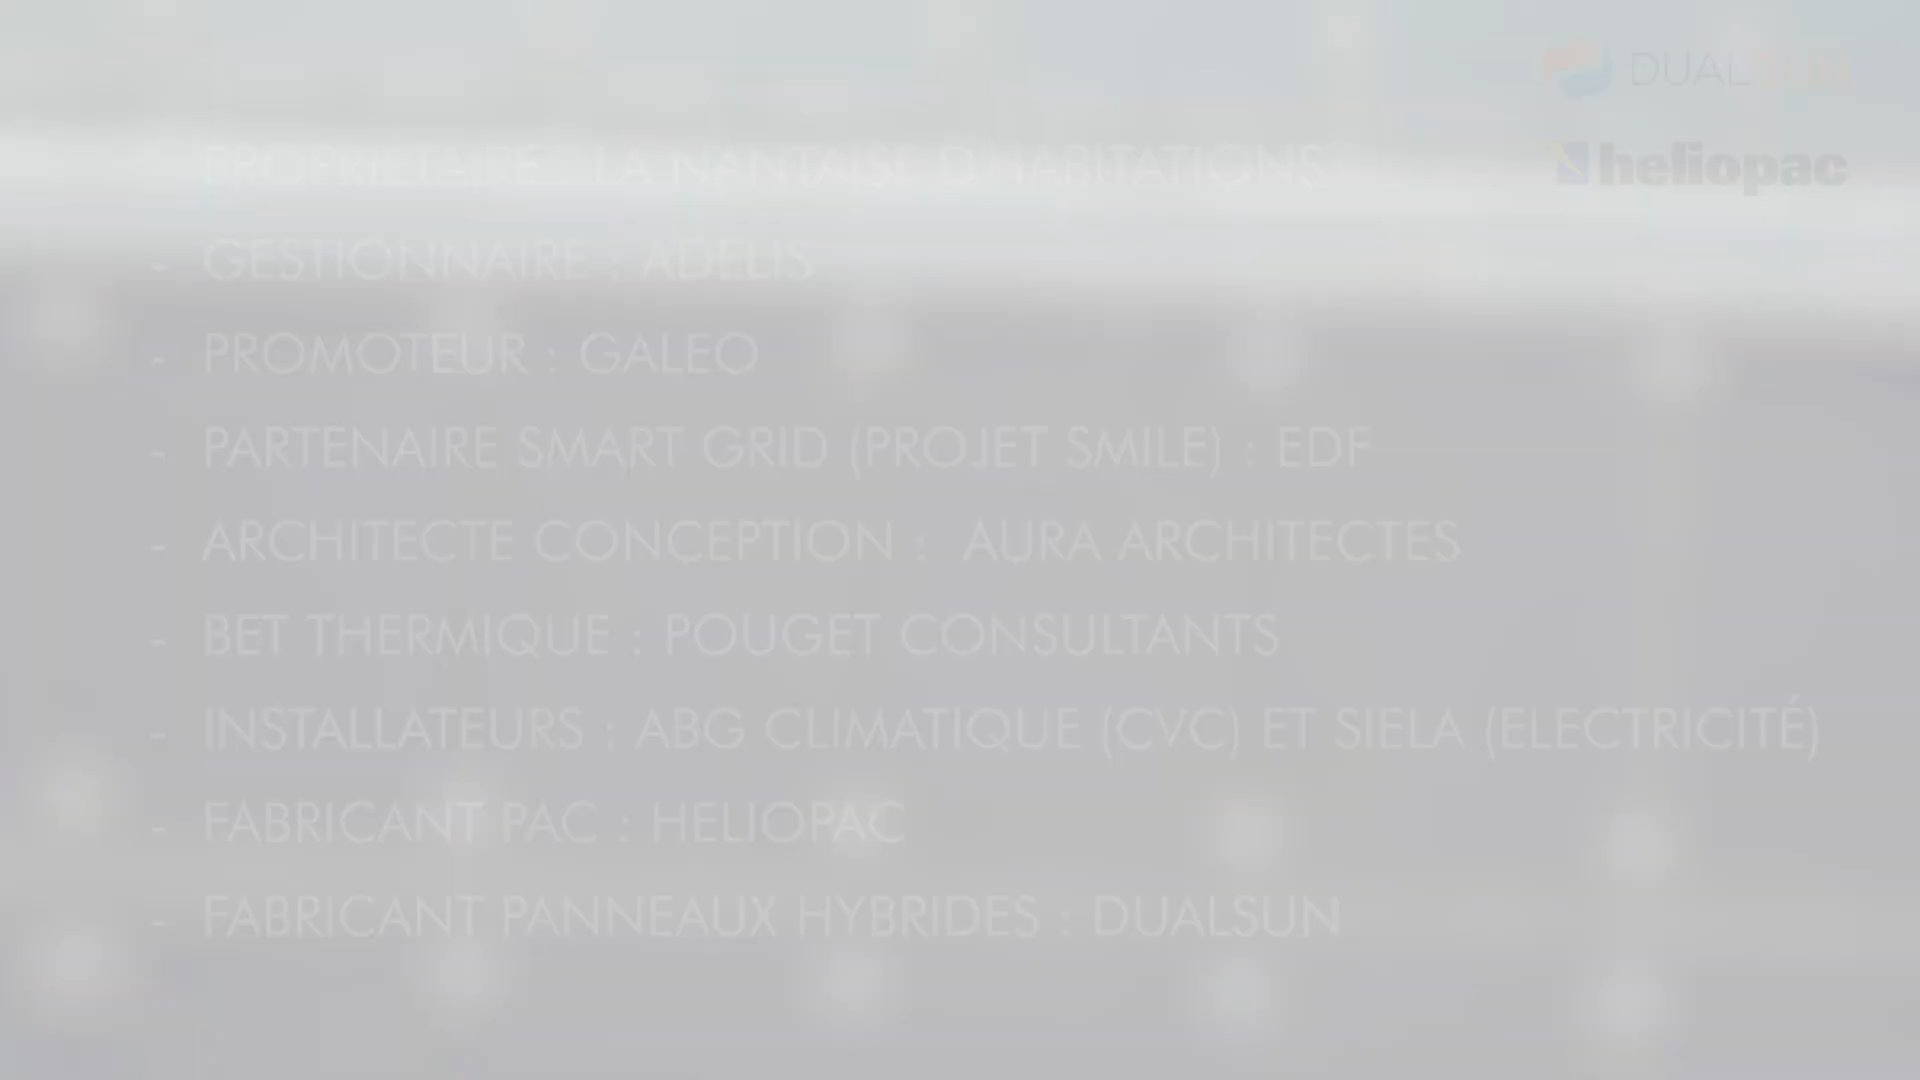 DUALSUN
heliopac
- PROPRIETAIRE : LA NANTAISE D'HABITATIONS
- GESTIONNAIRE : ADELIS
- PROMOTEUR : GALEO
- PARTENAIRE SMART GRID (PROJET SMILE) : EDF
- ARCHITECTE CONCEPTION : AURA ARCHITECTES
- BET THERMIQUE : POUGET CONSULTANTS
- INSTALLATEURS : ABG CLIMATIQUE (CVC) ET SIELA (ELECTRICITÉ)
- FABRICANT PAC : HELIOPAC
- FABRICANT PANNEAUX HYBRIDES : DUALSUN